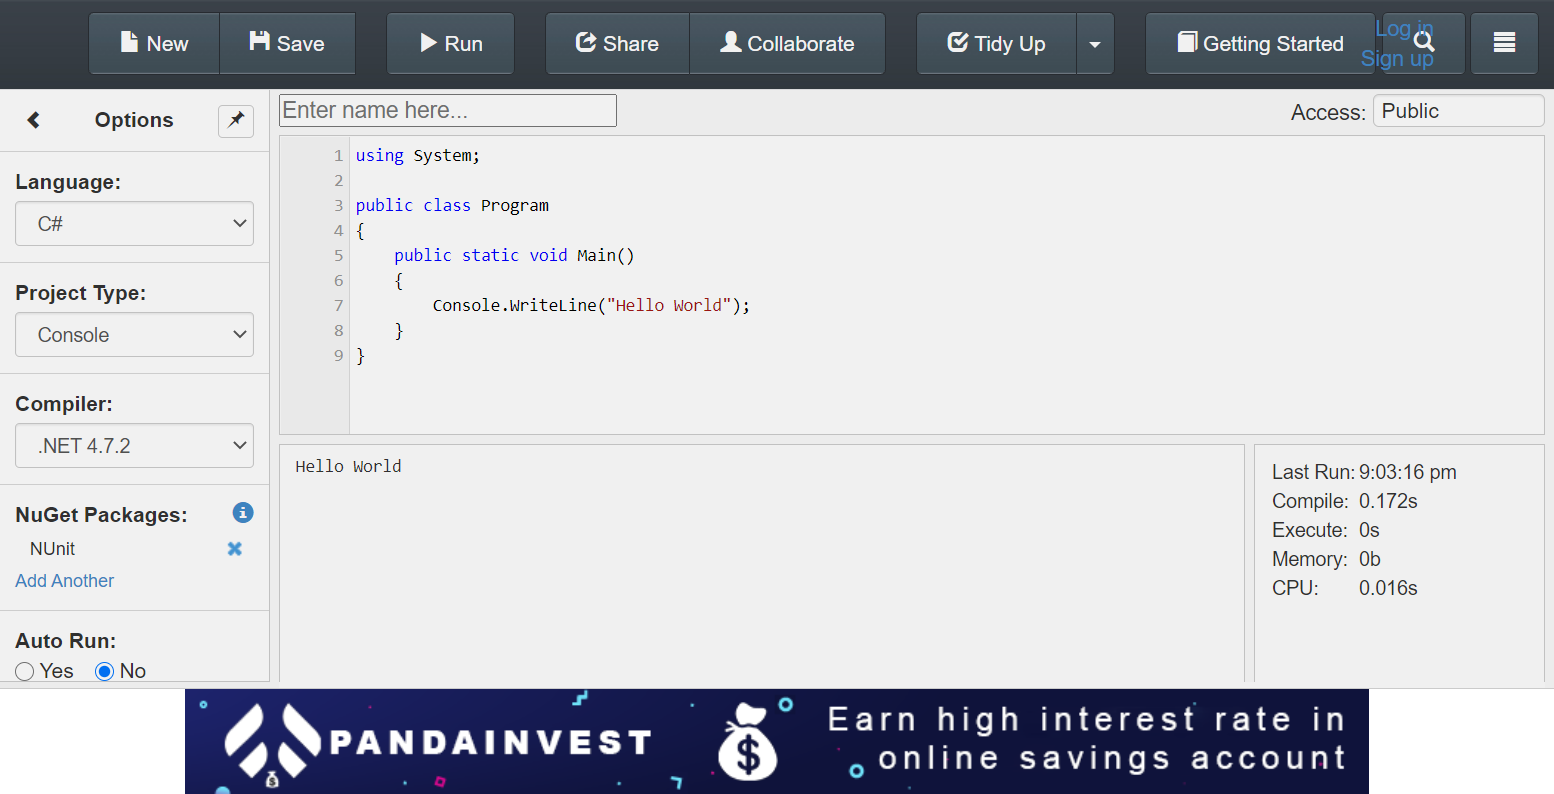 New
Save
Run
Share
Collaborate
Tidy Up
Getting Started
Log in
Sign up
Options
Language:
C#
Project Type:
Console
Compiler:
.NET 4.7.2
NuGet Packages:
NUnit
Add Another
Auto Run:
Yes No
Enter name here...
Access: Public
1 using System;
2
3 public class Program
4 {
5 public static void Main()
6 {
7 Console.WriteLine("Hello World");
8 }
9 }
Hello World
Last Run: 9:03:16 pm
Compile: 0.172s
Execute: 0s
Memory: 0b
CPU: 0.016s
PANDAINVEST
$
Earn high interest rate in
online savings account